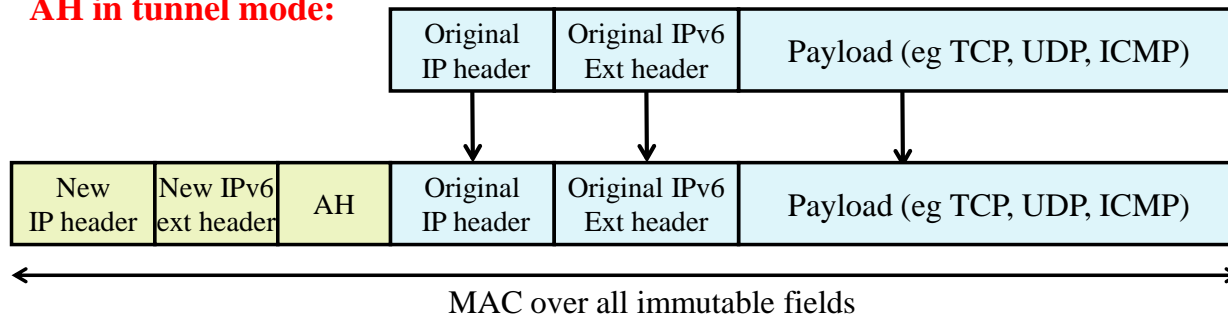 AH in tunnel mode:
Original
IP header
Original IPv6
Ext header
Payload (eg TCP, UDP, ICMP)
New
IP header
New IPv6
ext header
AH
Original
IP header
Original IPv6
Ext header
Payload (eg TCP, UDP, ICMP)
MAC over all immutable fields